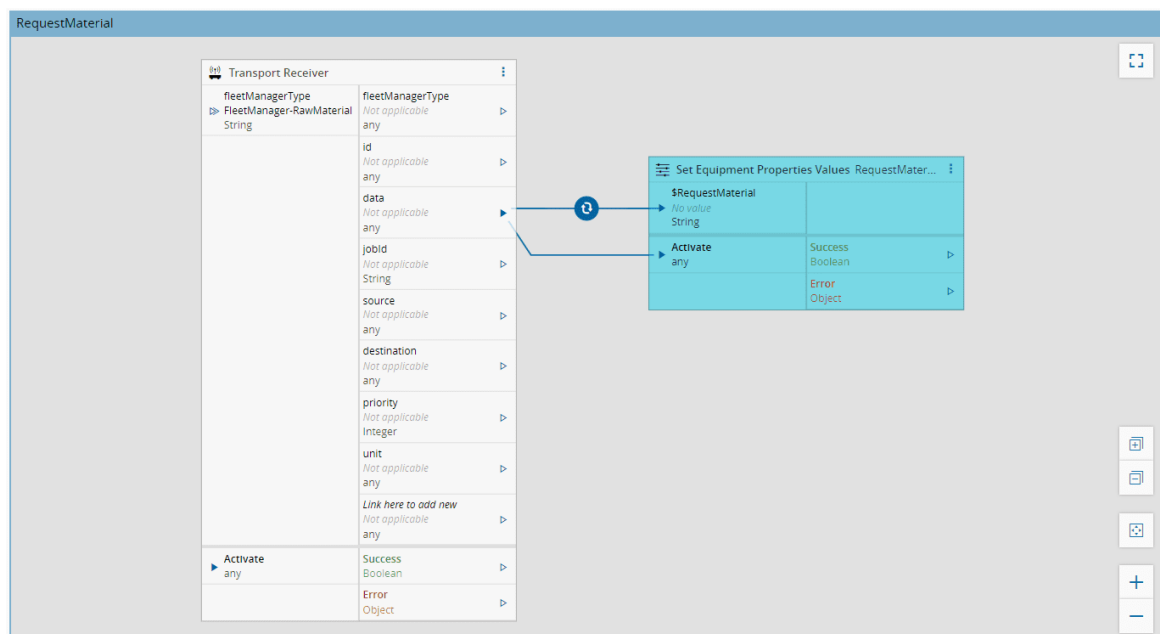 RequestMaterial
Transport Receiver
fleetManagerType
FleetManager-RawMaterial
String
fleetManagerType
Not applicable
any
id
Not applicable
any
data
Not applicable
any
jobId
Not applicable
String
source
Not applicable
any
destination
Not applicable
any
priority
Not applicable
Integer
unit
Not applicable
any
Link here to add new
Not applicable
any
Activate
any
Success
Boolean
Error
Object
Set Equipment Properties Values RequestMater...
$RequestMaterial
No value
String
Activate
any
Success
Boolean
Error
Object